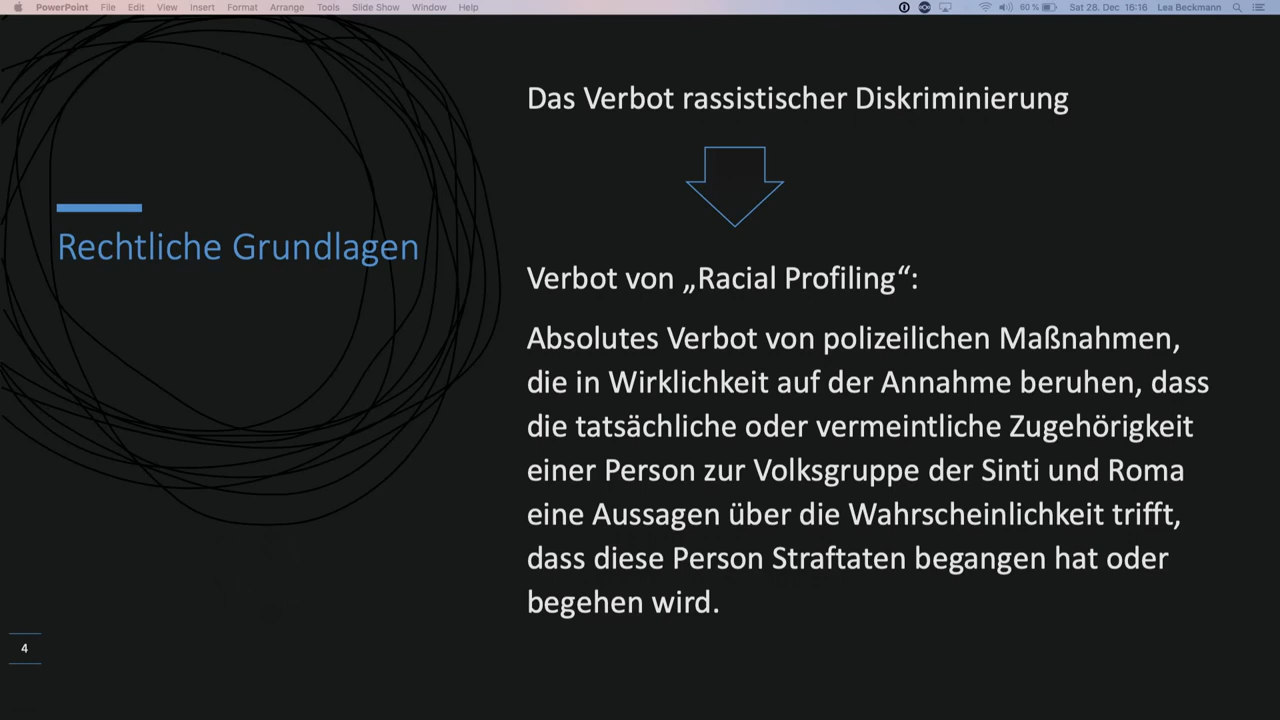 PowerPoint File Edit View Insert Format Arrange Tools Slide Show Window Help 60 % Sat 28. Dec 16:16 Lea Beckmann
Rechtliche Grundlagen
Das Verbot rassistischer Diskriminierung
Verbot von „Racial Profiling“:
Absolutes Verbot von polizeilichen Maßnahmen,
die in Wirklichkeit auf der Annahme beruhen, dass
die tatsächliche oder vermeintliche Zugehörigkeit
einer Person zur Volksgruppe der Sinti und Roma
eine Aussagen über die Wahrscheinlichkeit trifft,
dass diese Person Straftaten begangen hat oder
begehen wird.
4